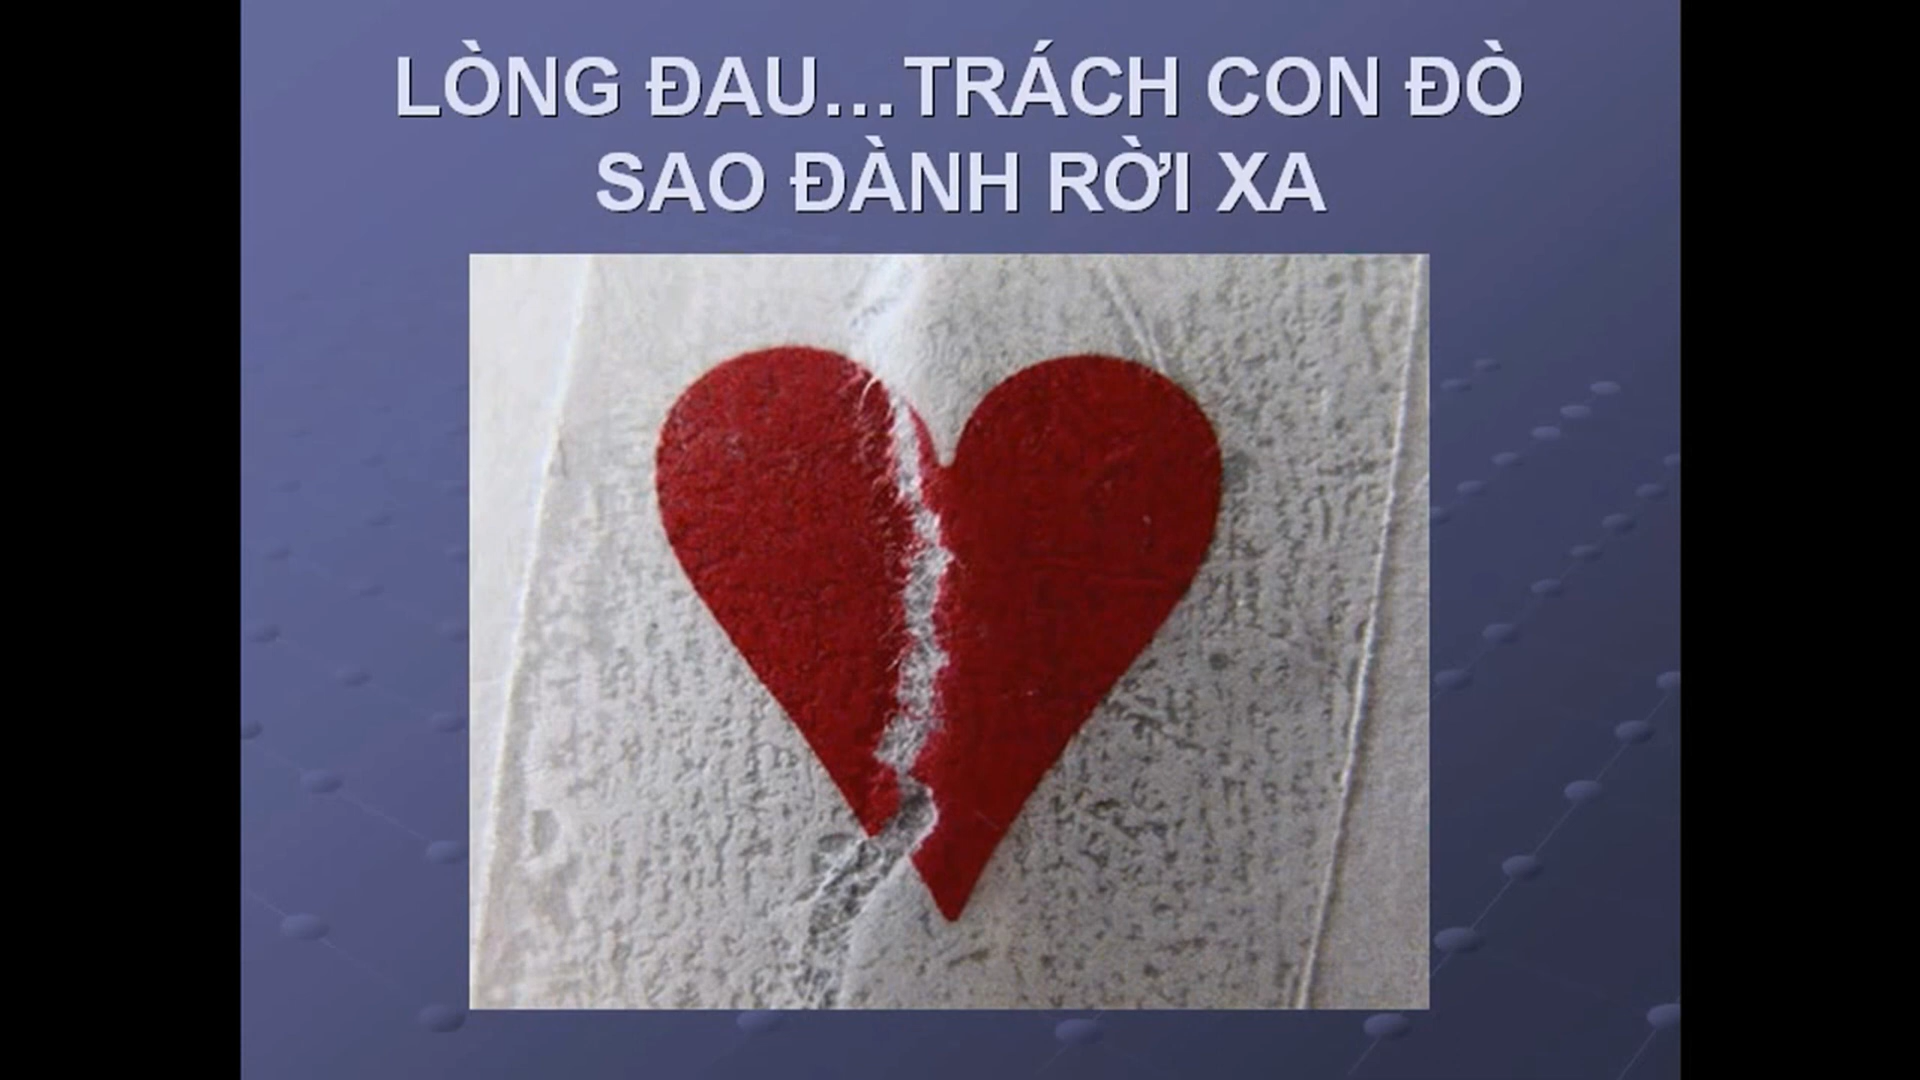 LÒNG ĐAU...TRÁCH CON ĐÒ
SAO ĐÀNH RỜI XA